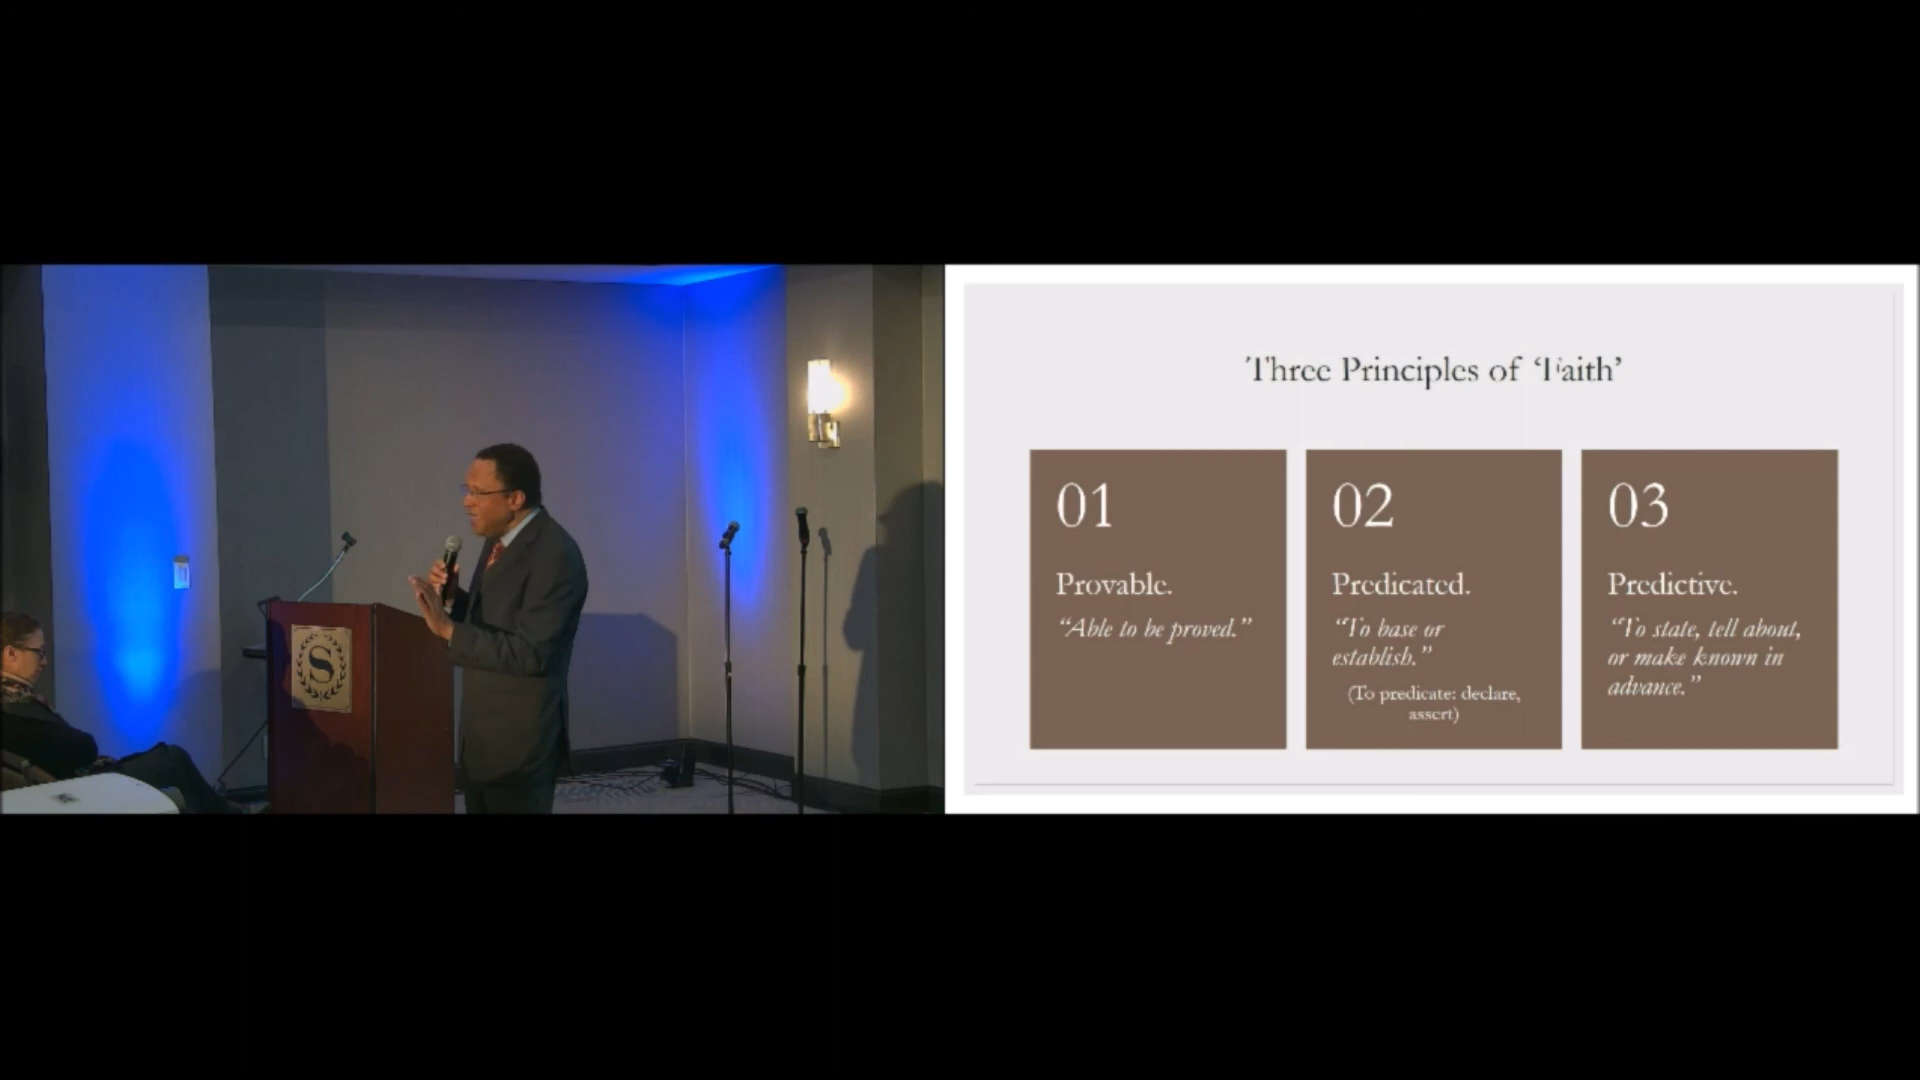 S
Three Principles of ‘Faith’
01
Provable.
“Able to be proved.”
02
Predicated.
“To base or
establish.”
(To predicate: declare,
assert)
03
Predictive.
“To state, tell about,
or make known in
advance.”